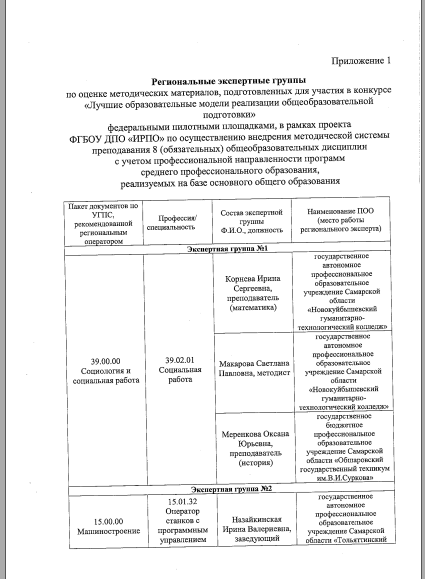 Приложение 1
Региональные экспертные группы
по оценке методических материалов, подготовленных для участия в конкурсе
«Лучшие образовательные модели реализации общеобразовательной
подготовки»
федеральными пилотными площадками, в рамках проекта
ФГБОУ ДПО «ИРПО» по осуществлению внедрения методической системы
преподавания 8 (обязательных) общеобразовательных дисциплин
с учетом профессиональной направленности программ
среднего профессионального образования,
реализуемых на базе основного общего образования
Пакет документов по
УГПС,
рекомендованной
региональным
оператором
Профессия/
специальность
Состав экспертной
группы
Ф.И.О., должность
Наименование ПОО
(место работы
регионального эксперта)
Экспертная группа №1
39.00.00
Социология и
социальная работа
39.02.01
Социальная
работа
Корнева Ирина
Сергеевна,
преподаватель
(математика)
государственное
автономное
профессиональное
образовательное
учреждение Самарской
области
«Новокуйбышевский
гуманитарно-
технологический колледж»
Макарова Светлана
Павловна, методист
государственное
автономное
профессиональное
образовательное
учреждение Самарской
области
«Новокуйбышевский
гуманитарно-
технологический колледж»
Меренкова Оксана
Юрьевна,
преподаватель
(история)
государственное
бюджетное
профессиональное
образовательное
учреждение Самарской
области «Обшаровский
государственный техникум
им.В.И.Суркова»
Экспертная группа №2
15.00.00
Машиностроение
15.01.32
Оператор
станков с
программным
управлением
Назайкинская
Ирина Валериевна,
заведующий
государственное
автономное
профессиональное
образовательное
учреждение Самарской
области «Тольяттинский